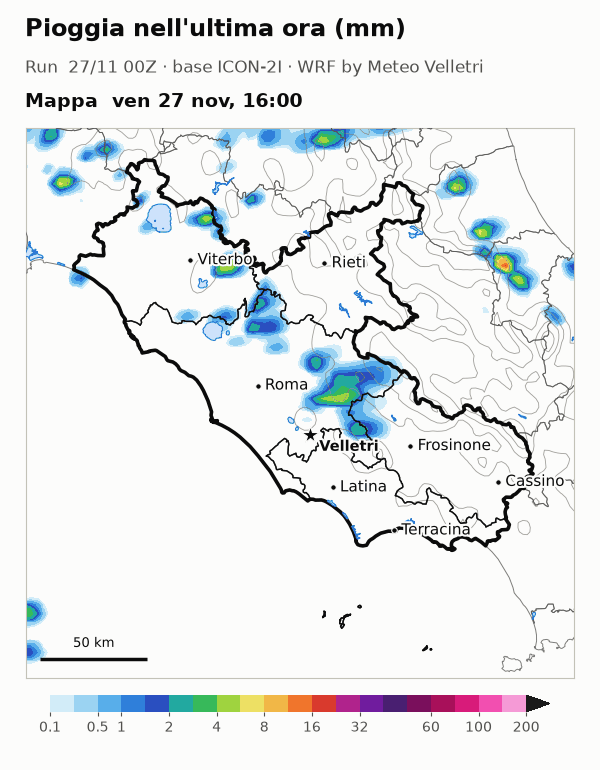 Pioggia nell'ultima ora (mm)
Run  27/11 00Z · base ICON-2I · WRF by Meteo Velletri
Mappa  ven 27 nov, 16:00
Viterbo
Rieti
Roma
Velletri
Frosinone
Latina
Cassino
Terracina
50 km
0.1 0.5 1 2 4 8 16 32 60 100 200